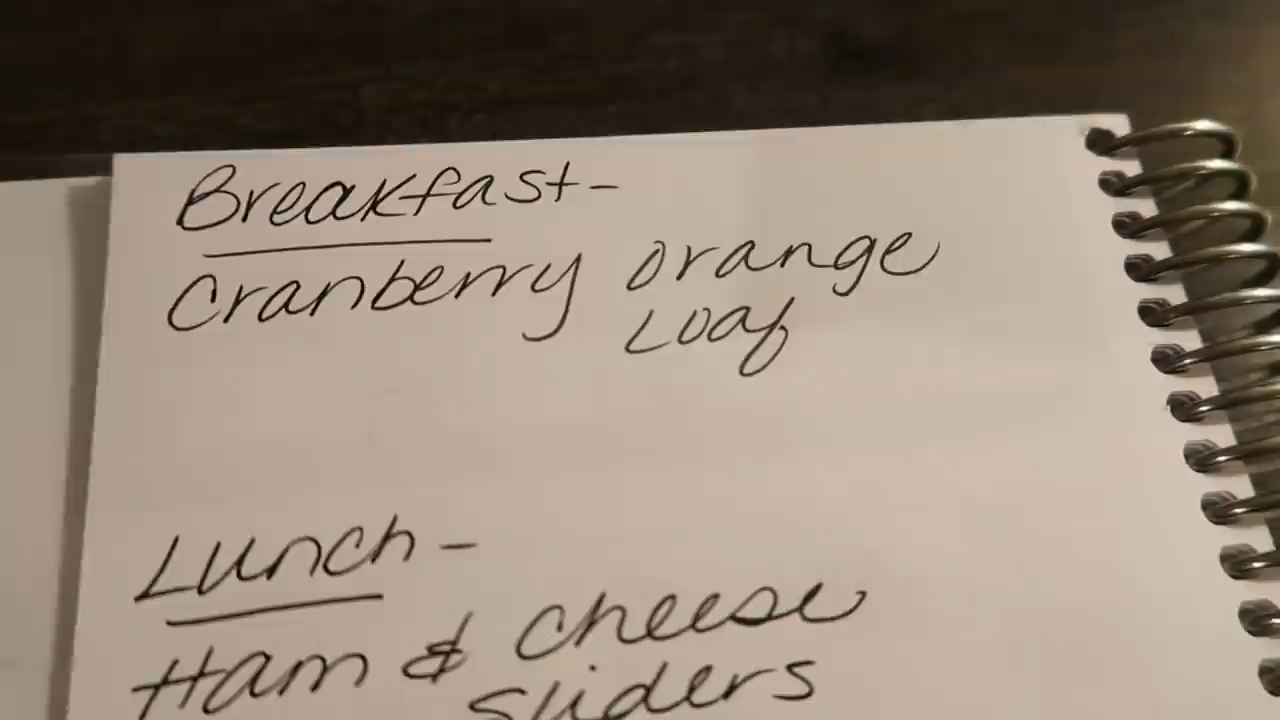 Breakfast-
Cranberry orange
Loaf
Lunch-
Ham & cheese
sliders